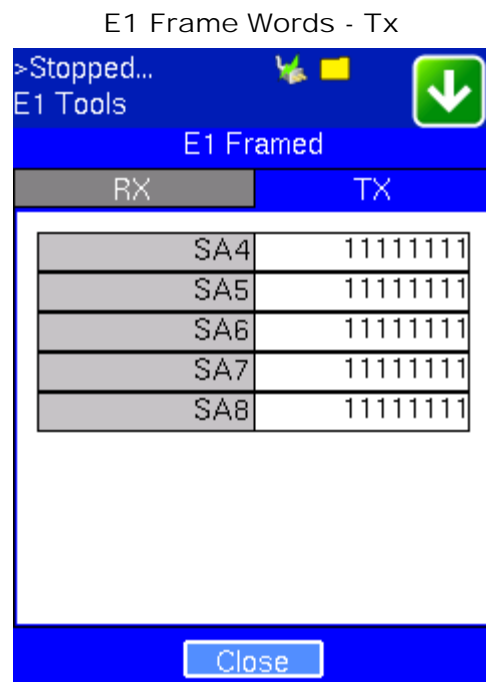 E1 Frame Words - Tx
>Stopped...
E1 Tools
E1 Framed
RX TX
SA4 11111111
SA5 11111111
SA6 11111111
SA7 11111111
SA8 11111111
Close